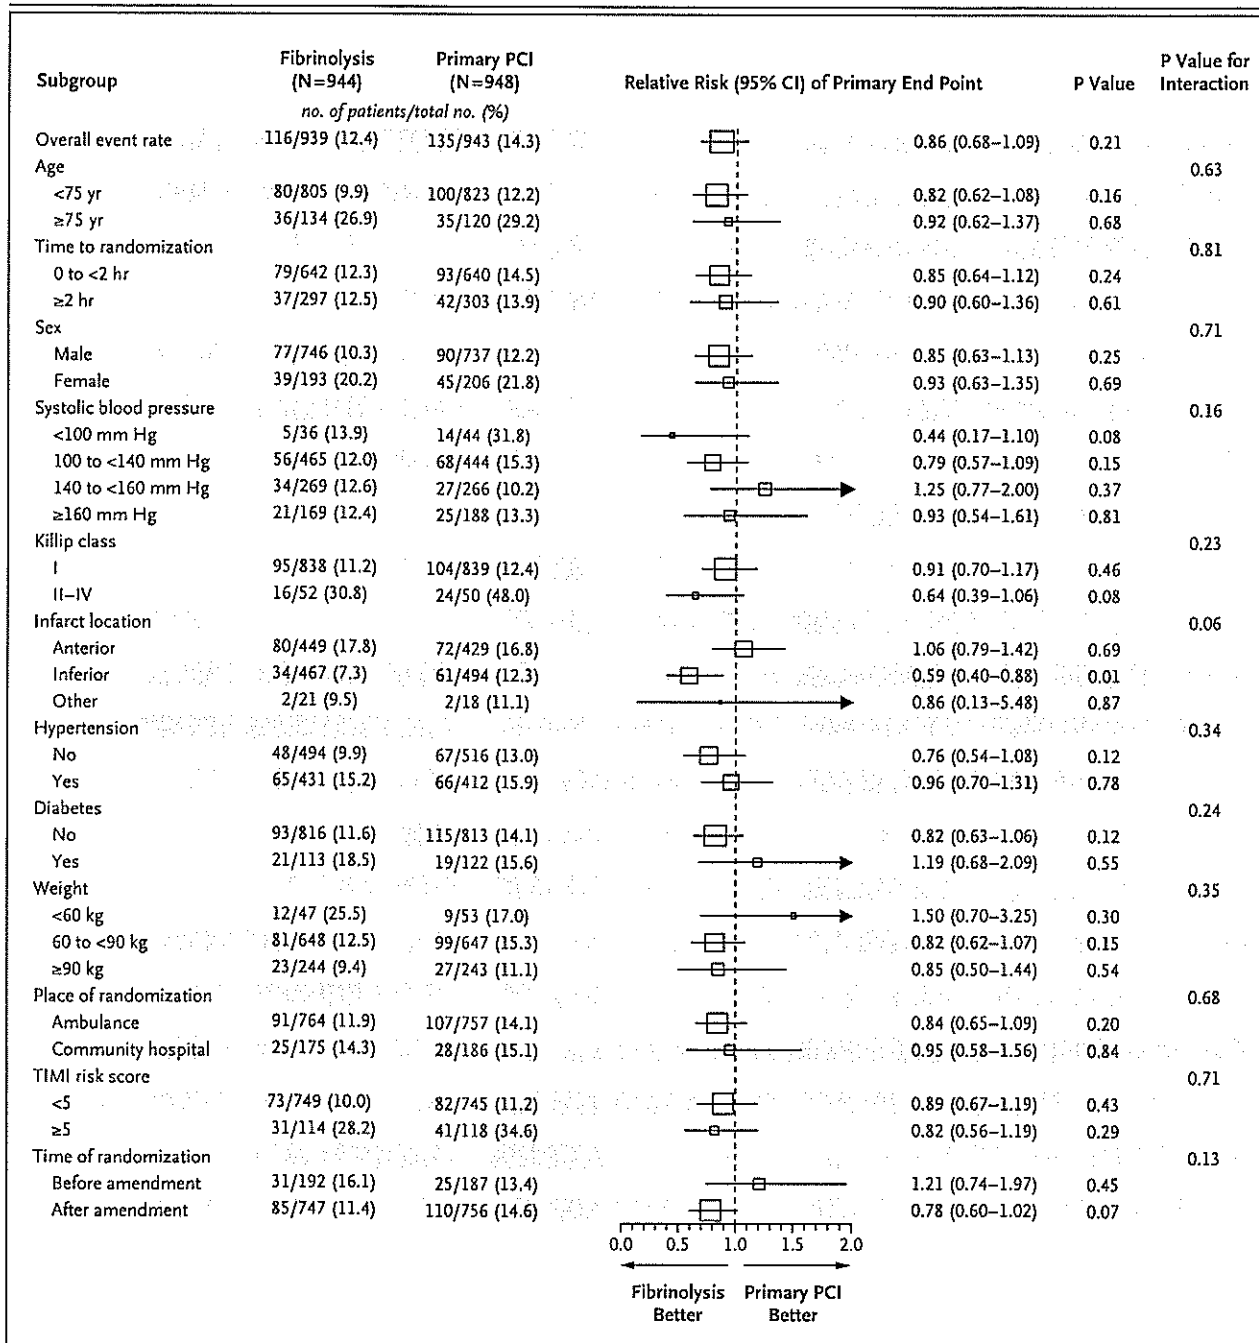 Subgroup Fibrinolysis (N=944) Primary PCI (N=948) Relative Risk (95% CI) of Primary End Point P Value P Value for Interaction
no. of patients/total no. (%)
Overall event rate 116/939 (12.4) 135/943 (14.3) 0.86 (0.68–1.09) 0.21
Age 0.63
<75 yr 80/805 (9.9) 100/823 (12.2) 0.82 (0.62–1.08) 0.16
≥75 yr 36/134 (26.9) 35/120 (29.2) 0.92 (0.62–1.37) 0.68
Time to randomization 0.81
0 to <2 hr 79/642 (12.3) 93/640 (14.5) 0.85 (0.64–1.12) 0.24
≥2 hr 37/297 (12.5) 42/303 (13.9) 0.90 (0.60–1.36) 0.61
Sex 0.71
Male 77/746 (10.3) 90/737 (12.2) 0.85 (0.63–1.13) 0.25
Female 39/193 (20.2) 45/206 (21.8) 0.93 (0.63–1.35) 0.69
Systolic blood pressure 0.16
<100 mm Hg 5/36 (13.9) 14/44 (31.8) 0.44 (0.17–1.10) 0.08
100 to <140 mm Hg 56/465 (12.0) 68/444 (15.3) 0.79 (0.57–1.09) 0.15
140 to <160 mm Hg 34/269 (12.6) 27/266 (10.2) 1.25 (0.77–2.00) 0.37
≥160 mm Hg 21/169 (12.4) 25/188 (13.3) 0.93 (0.54–1.61) 0.81
Killip class 0.23
I 95/838 (11.2) 104/839 (12.4) 0.91 (0.70–1.17) 0.46
II–IV 16/52 (30.8) 24/50 (48.0) 0.64 (0.39–1.06) 0.08
Infarct location 0.06
Anterior 80/449 (17.8) 72/429 (16.8) 1.06 (0.79–1.42) 0.69
Inferior 34/467 (7.3) 61/494 (12.3) 0.59 (0.40–0.88) 0.01
Other 2/21 (9.5) 2/18 (11.1) 0.86 (0.13–5.48) 0.87
Hypertension 0.34
No 48/494 (9.9) 67/516 (13.0) 0.76 (0.54–1.08) 0.12
Yes 65/431 (15.2) 66/412 (15.9) 0.96 (0.70–1.31) 0.78
Diabetes 0.24
No 93/816 (11.6) 115/813 (14.1) 0.82 (0.63–1.06) 0.12
Yes 21/113 (18.5) 19/122 (15.6) 1.19 (0.68–2.09) 0.55
Weight 0.35
<60 kg 12/47 (25.5) 9/53 (17.0) 1.50 (0.70–3.25) 0.30
60 to <90 kg 81/648 (12.5) 99/647 (15.3) 0.82 (0.62–1.07) 0.15
≥90 kg 23/244 (9.4) 27/243 (11.1) 0.85 (0.50–1.44) 0.54
Place of randomization 0.68
Ambulance 91/764 (11.9) 107/757 (14.1) 0.84 (0.65–1.09) 0.20
Community hospital 25/175 (14.3) 28/186 (15.1) 0.95 (0.58–1.56) 0.84
TIMI risk score 0.71
<5 73/749 (10.0) 82/745 (11.2) 0.89 (0.67–1.19) 0.43
≥5 31/114 (28.2) 41/118 (34.6) 0.82 (0.56–1.19) 0.29
Time of randomization 0.13
Before amendment 31/192 (16.1) 25/187 (13.4) 1.21 (0.74–1.97) 0.45
After amendment 85/747 (11.4) 110/756 (14.6) 0.78 (0.60–1.02) 0.07
0.0 0.5 1.0 1.5 2.0
Fibrinolysis Better Primary PCI Better